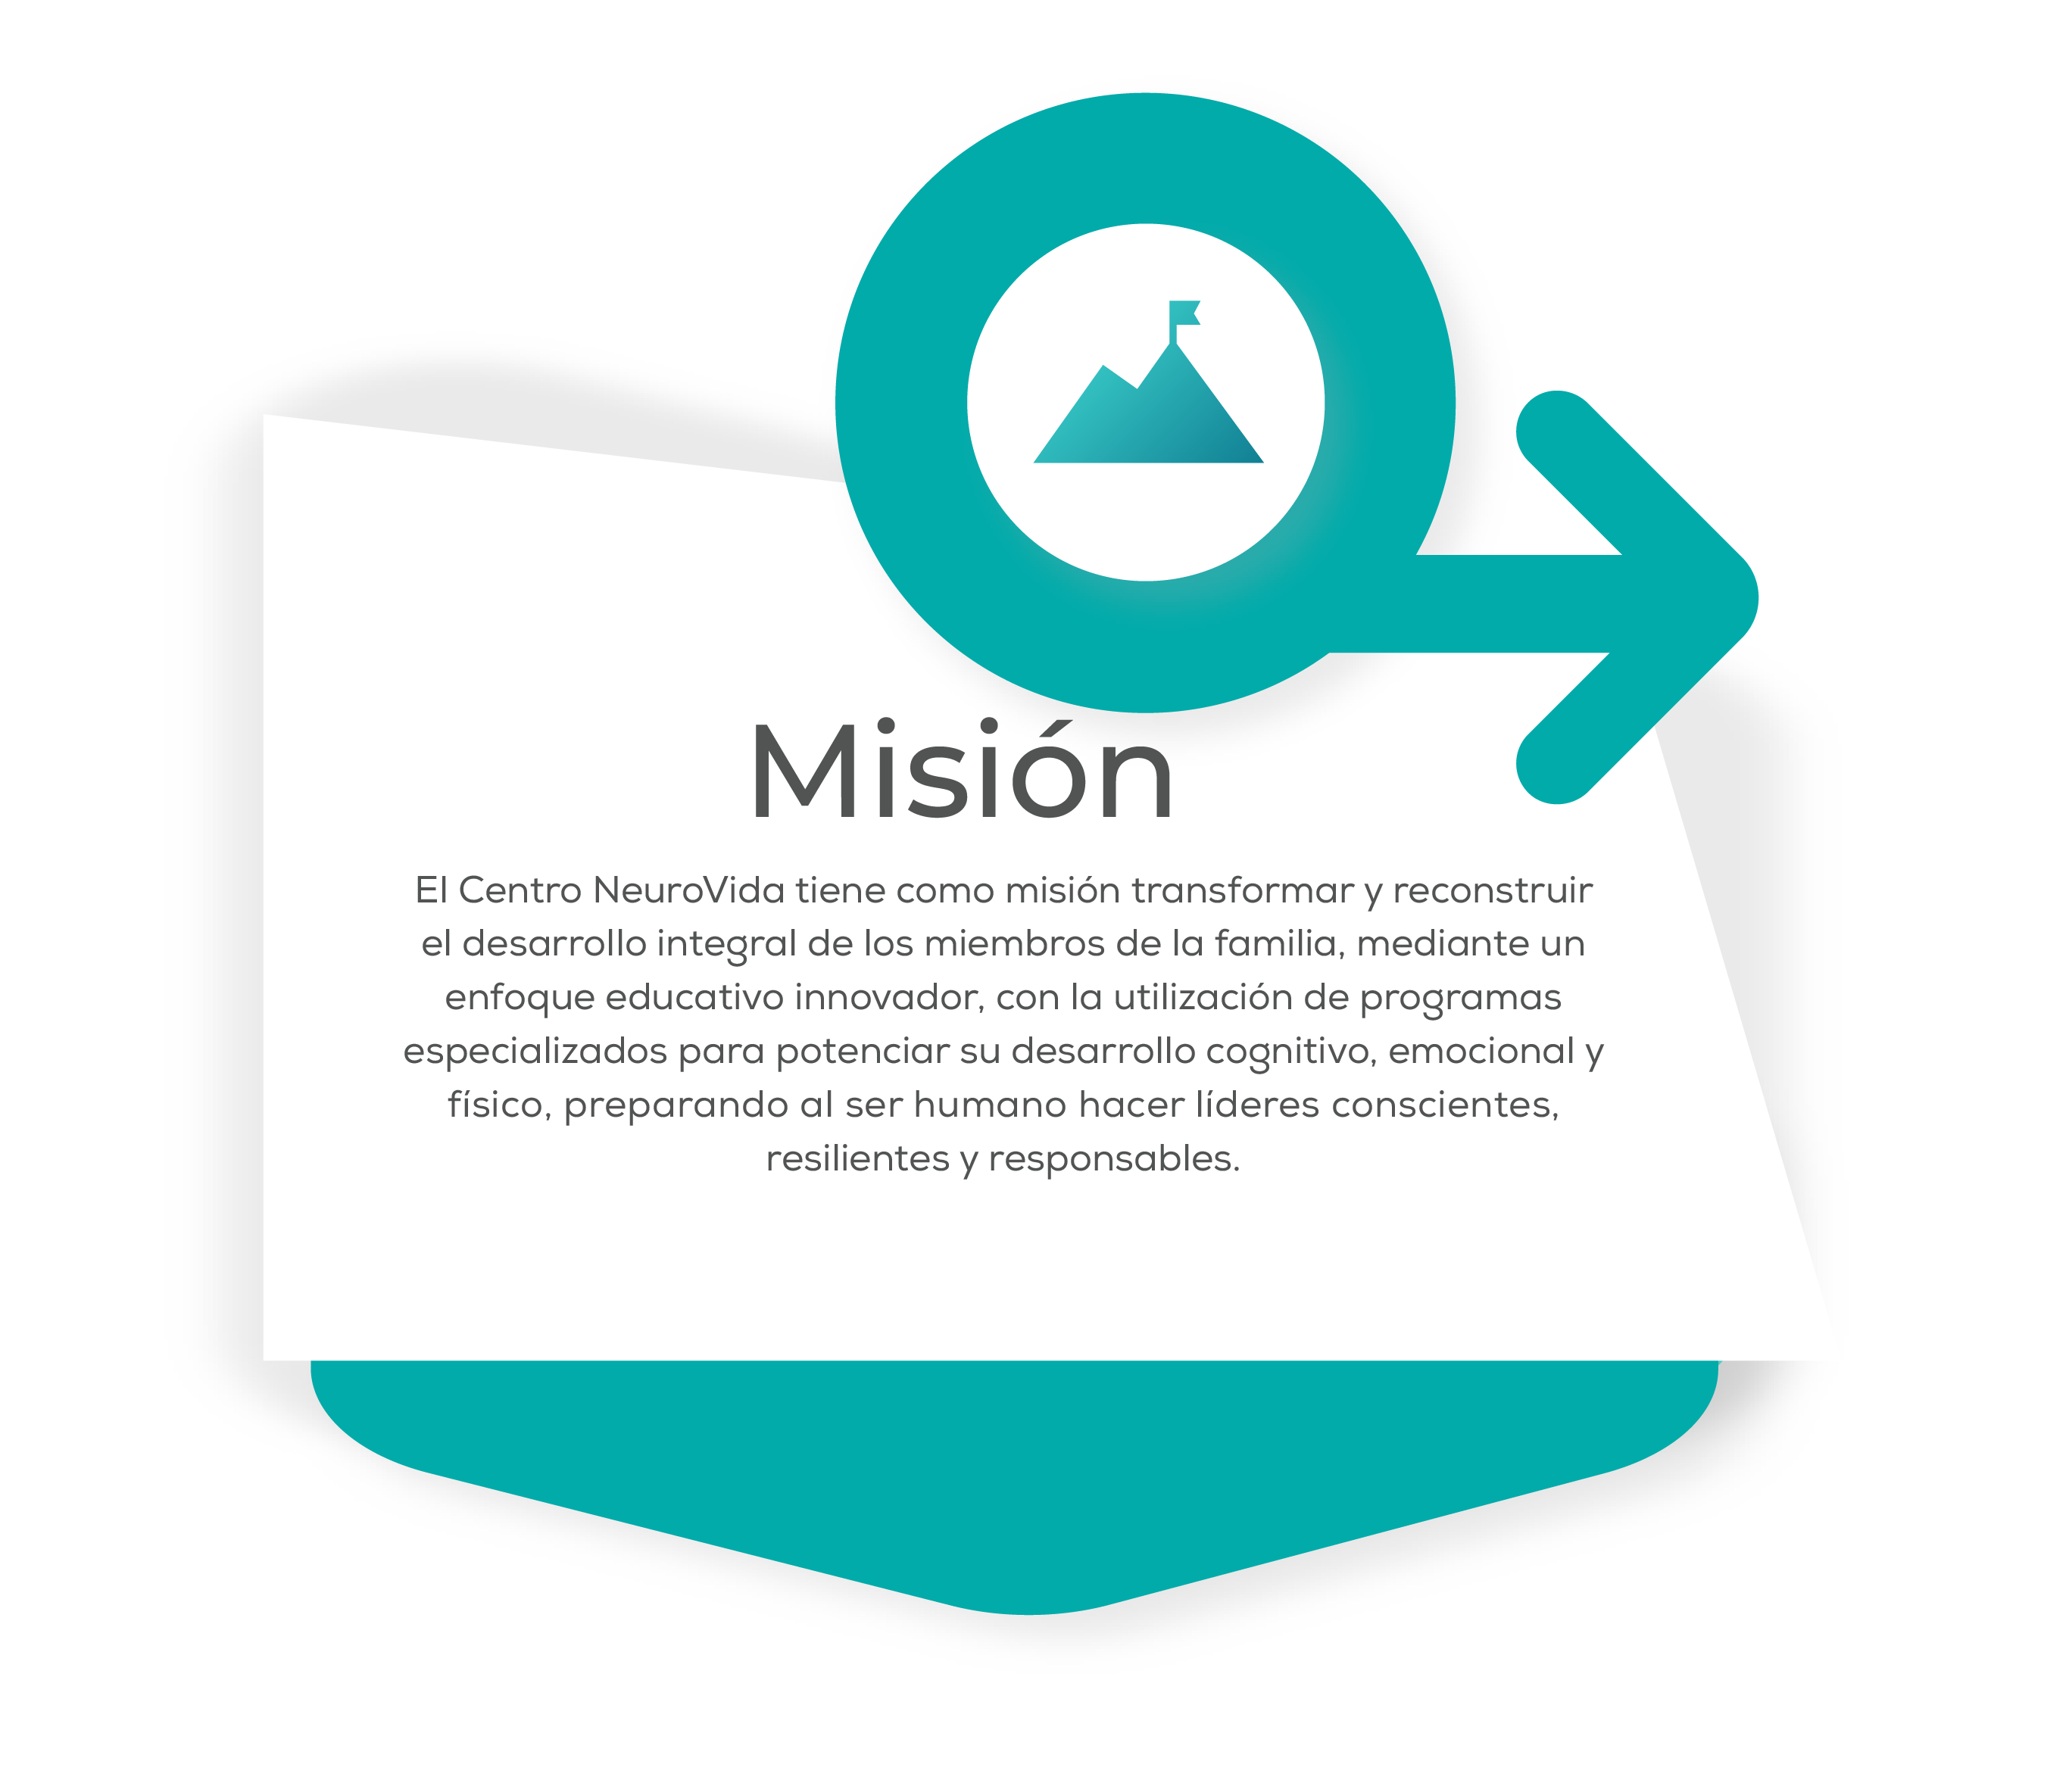 Misión
El Centro NeuroVida tiene como misión transformar y reconstruir
el desarrollo integral de los miembros de la familia, mediante un
enfoque educativo innovador, con la utilización de programas
especializados para potenciar su desarrollo cognitivo, emocional y
físico, preparando al ser humano hacer líderes conscientes,
resilientes y responsables.